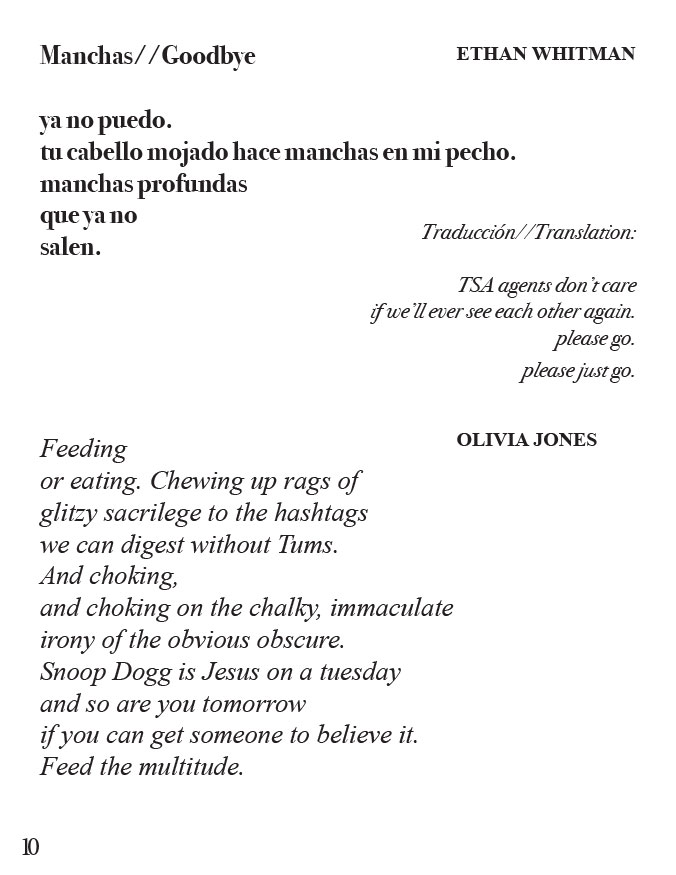 Manchas//Goodbye
ETHAN WHITMAN
ya no puedo.
tu cabello mojado hace manchas en mi pecho.
manchas profundas
que ya no
salen.
Traducción//Translation:
TSA agents don't care
if we'll ever see each other again.
please go.
please just go.
OLIVIA JONES
Feeding
or eating. Chewing up rags of
glitzy sacrilege to the hashtags
we can digest without Tums.
And choking,
and choking on the chalky, immaculate
irony of the obvious obscure.
Snoop Dogg is Jesus on a tuesday
and so are you tomorrow
if you can get someone to believe it.
Feed the multitude.
10